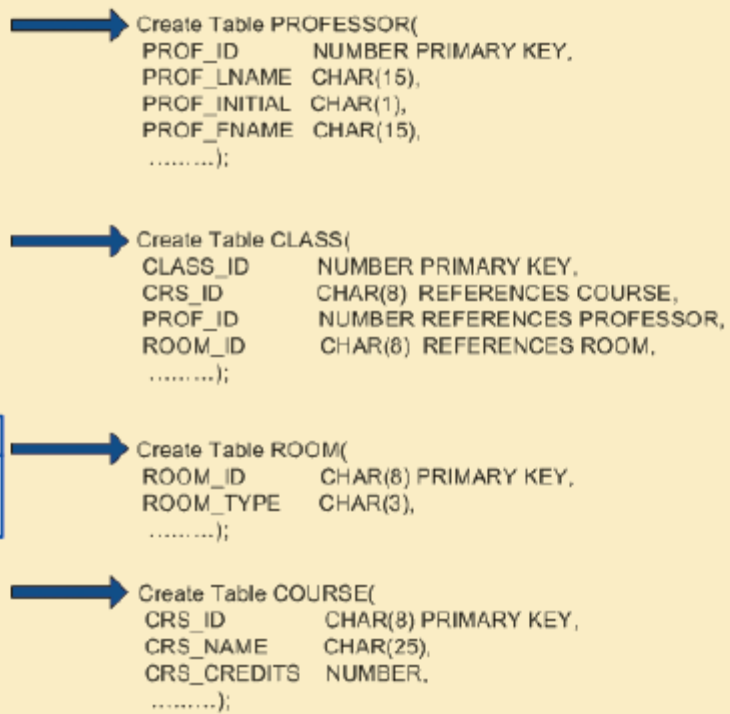 Create Table PROFESSOR(
PROF_ID NUMBER PRIMARY KEY,
PROF_LNAME CHAR(15),
PROF_INITIAL CHAR(1),
PROF_FNAME CHAR(15),
.........);
Create Table CLASS(
CLASS_ID NUMBER PRIMARY KEY,
CRS_ID CHAR(8) REFERENCES COURSE,
PROF_ID NUMBER REFERENCES PROFESSOR,
ROOM_ID CHAR(8) REFERENCES ROOM,
.........);
Create Table ROOM(
ROOM_ID CHAR(8) PRIMARY KEY,
ROOM_TYPE CHAR(3),
.........);
Create Table COURSE(
CRS_ID CHAR(8) PRIMARY KEY,
CRS_NAME CHAR(25),
CRS_CREDITS NUMBER,
.........);